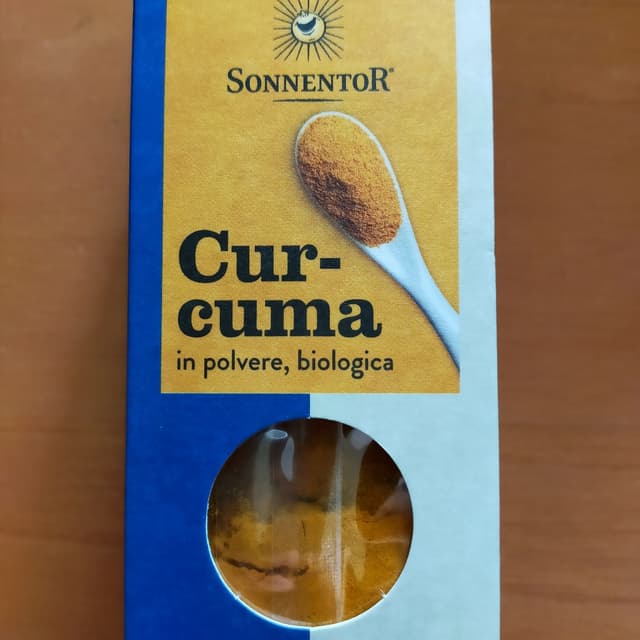 SONNENTOR®
Cur-
cuma
in polvere, biologica